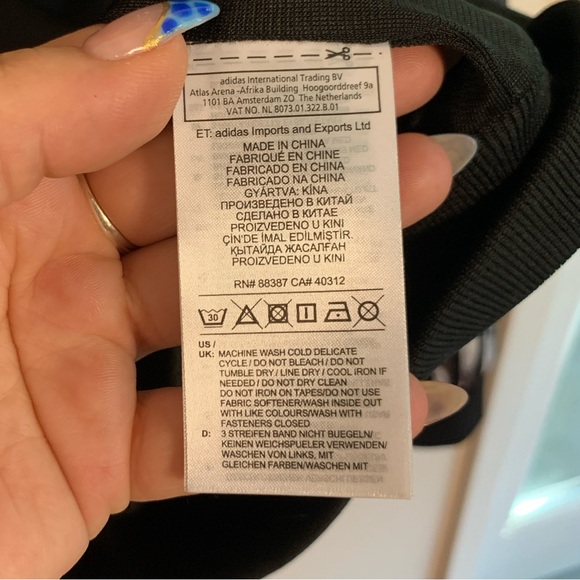 adidas International Trading BV
Atlas Arena -Afrika Building Hoogoorddreef 9a
1101 BA Amsterdam ZO The Netherlands
VAT NO. NL 8073.01.322.B.01
ET: adidas Imports and Exports Ltd
MADE IN CHINA
FABRIQUÉ EN CHINE
FABRICADO EN CHINA
FABRICADO NA CHINA
GYÁRTVA: KÍNA
ПРОИЗВЕДЕНО В КИТАЙ
СДЕЛАНО В КИТАЕ
PROIZVEDENO U KINI
ÇİN'DE İMAL EDİLMİŞTİR.
ҚЫТАЙДА ЖАСАЛҒАН
PROIZVEDENO U KINI
RN# 88387 CA# 40312
30
US /
UK: MACHINE WASH COLD DELICATE
CYCLE / DO NOT BLEACH / DO NOT
TUMBLE DRY / LINE DRY / COOL IRON IF
NEEDED / DO NOT DRY CLEAN
DO NOT IRON ON TAPES/DO NOT USE
FABRIC SOFTENER/WASH INSIDE OUT
WITH LIKE COLOURS/WASH WITH
FASTENERS CLOSED
D: 3 STREIFEN BAND NICHT BUEGELN/
KEINEN WEICHSPUELER VERWENDEN/
WASCHEN VON LINKS, MIT
GLEICHEN FARBEN/WASCHEN MIT